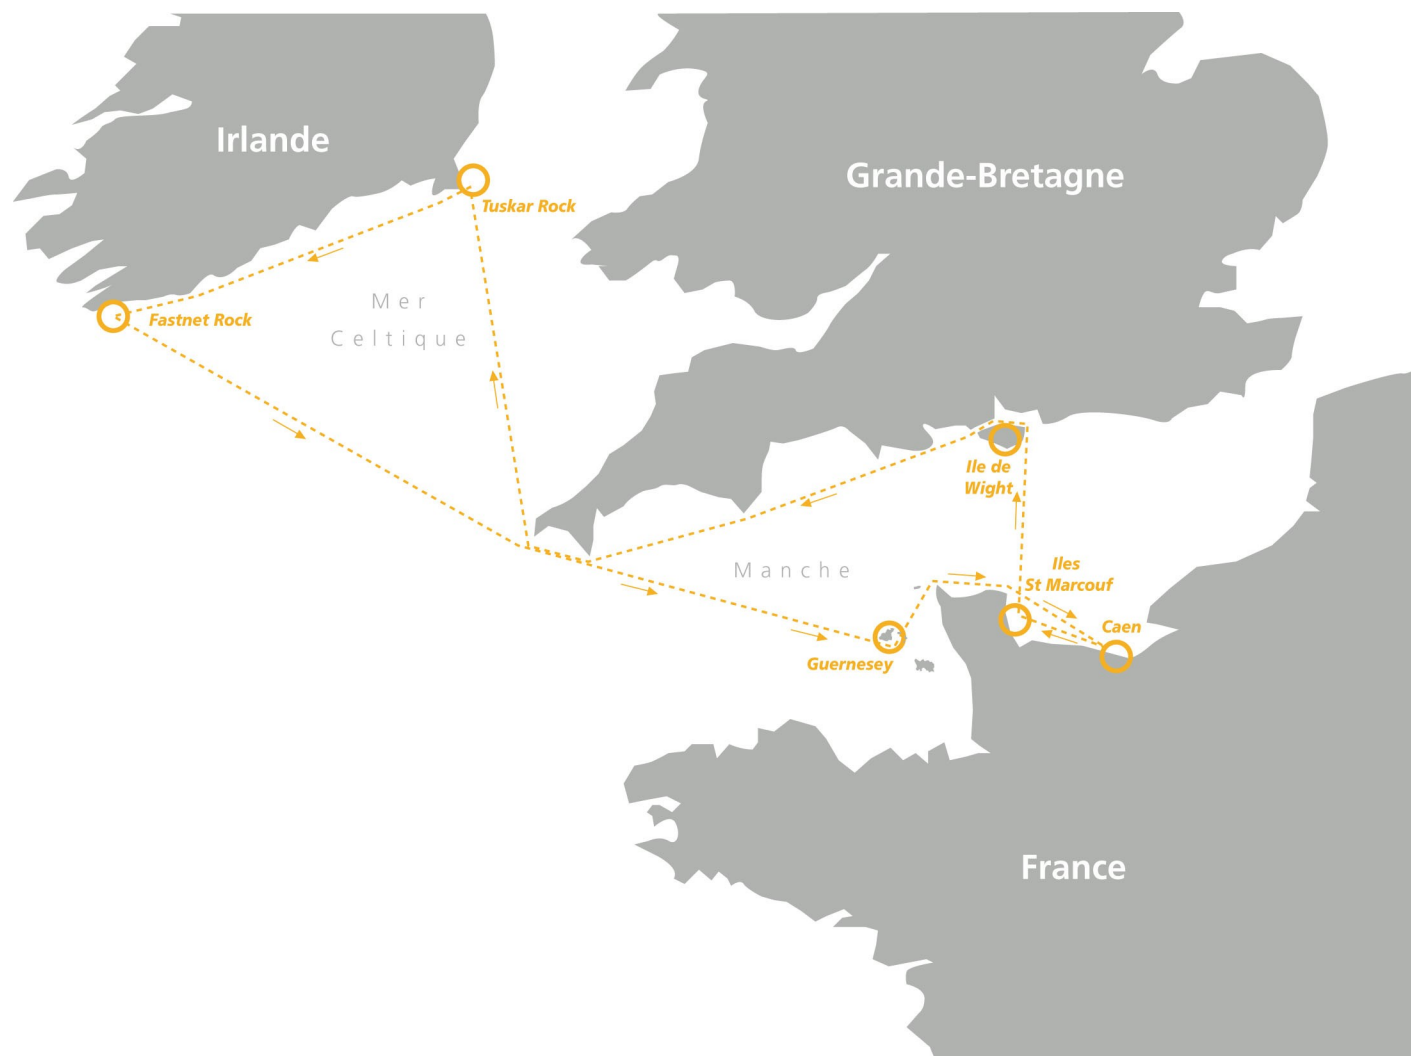 Irlande
Grande-Bretagne
Tuskar Rock
Mer
Celtique
Fastnet Rock
Ile de
Wight
Manche
Iles
St Marcouf
Caen
Guernesey
France